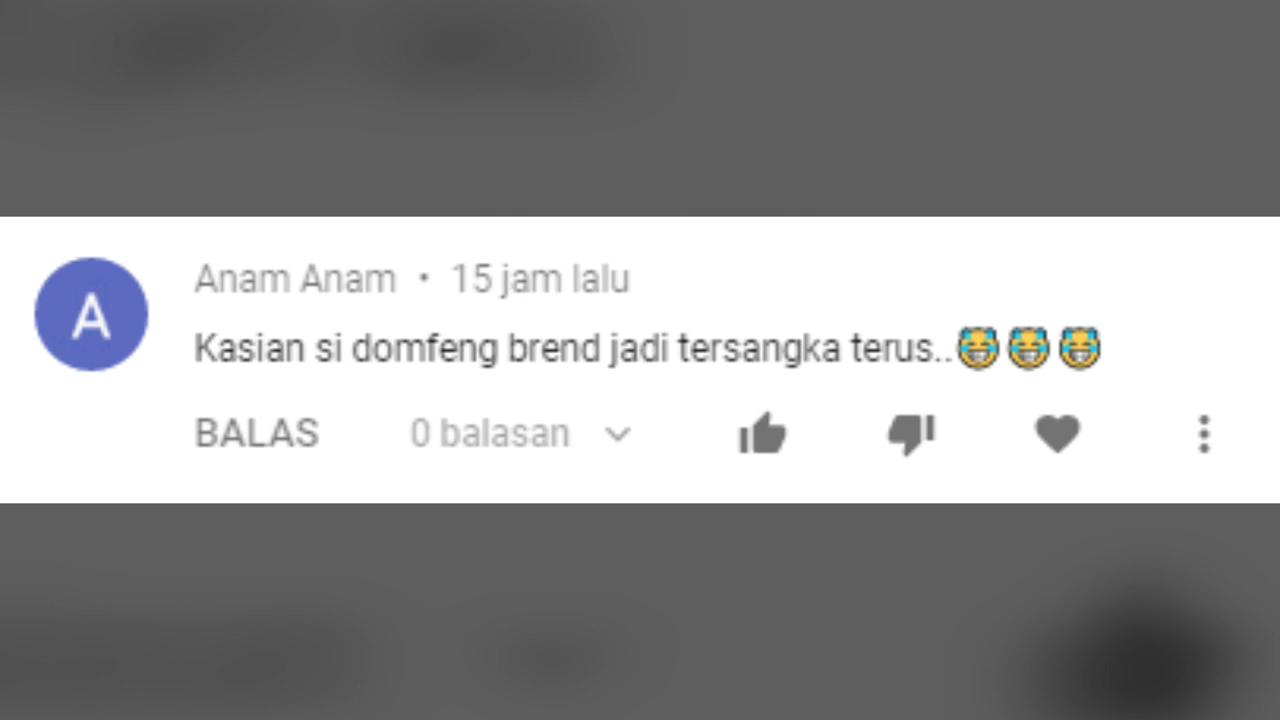 A
Anam Anam • 15 jam lalu
Kasian si domfeng brend jadi tersangka terus..😹😹😹
BALAS 0 balasan